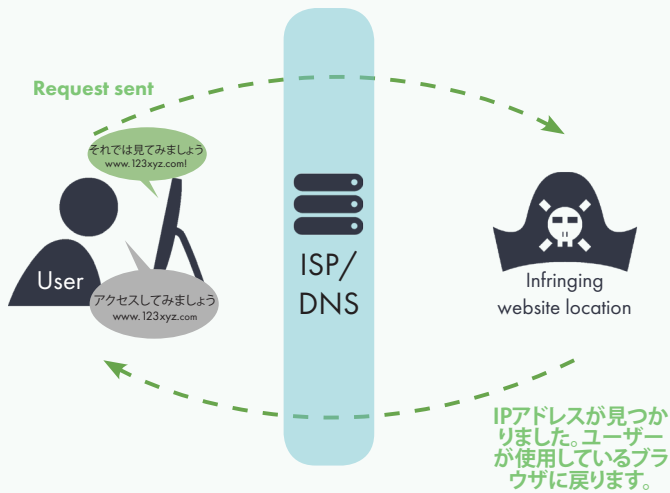 Request sent
それでは見てみましょう
www.123xyz.com!
User
アクセスしてみましょう
www.123xyz.com
ISP/
DNS
Infringing
website location
IPアドレスが見つか
りました。ユーザー
が使用しているブラ
ウザに戻ります。